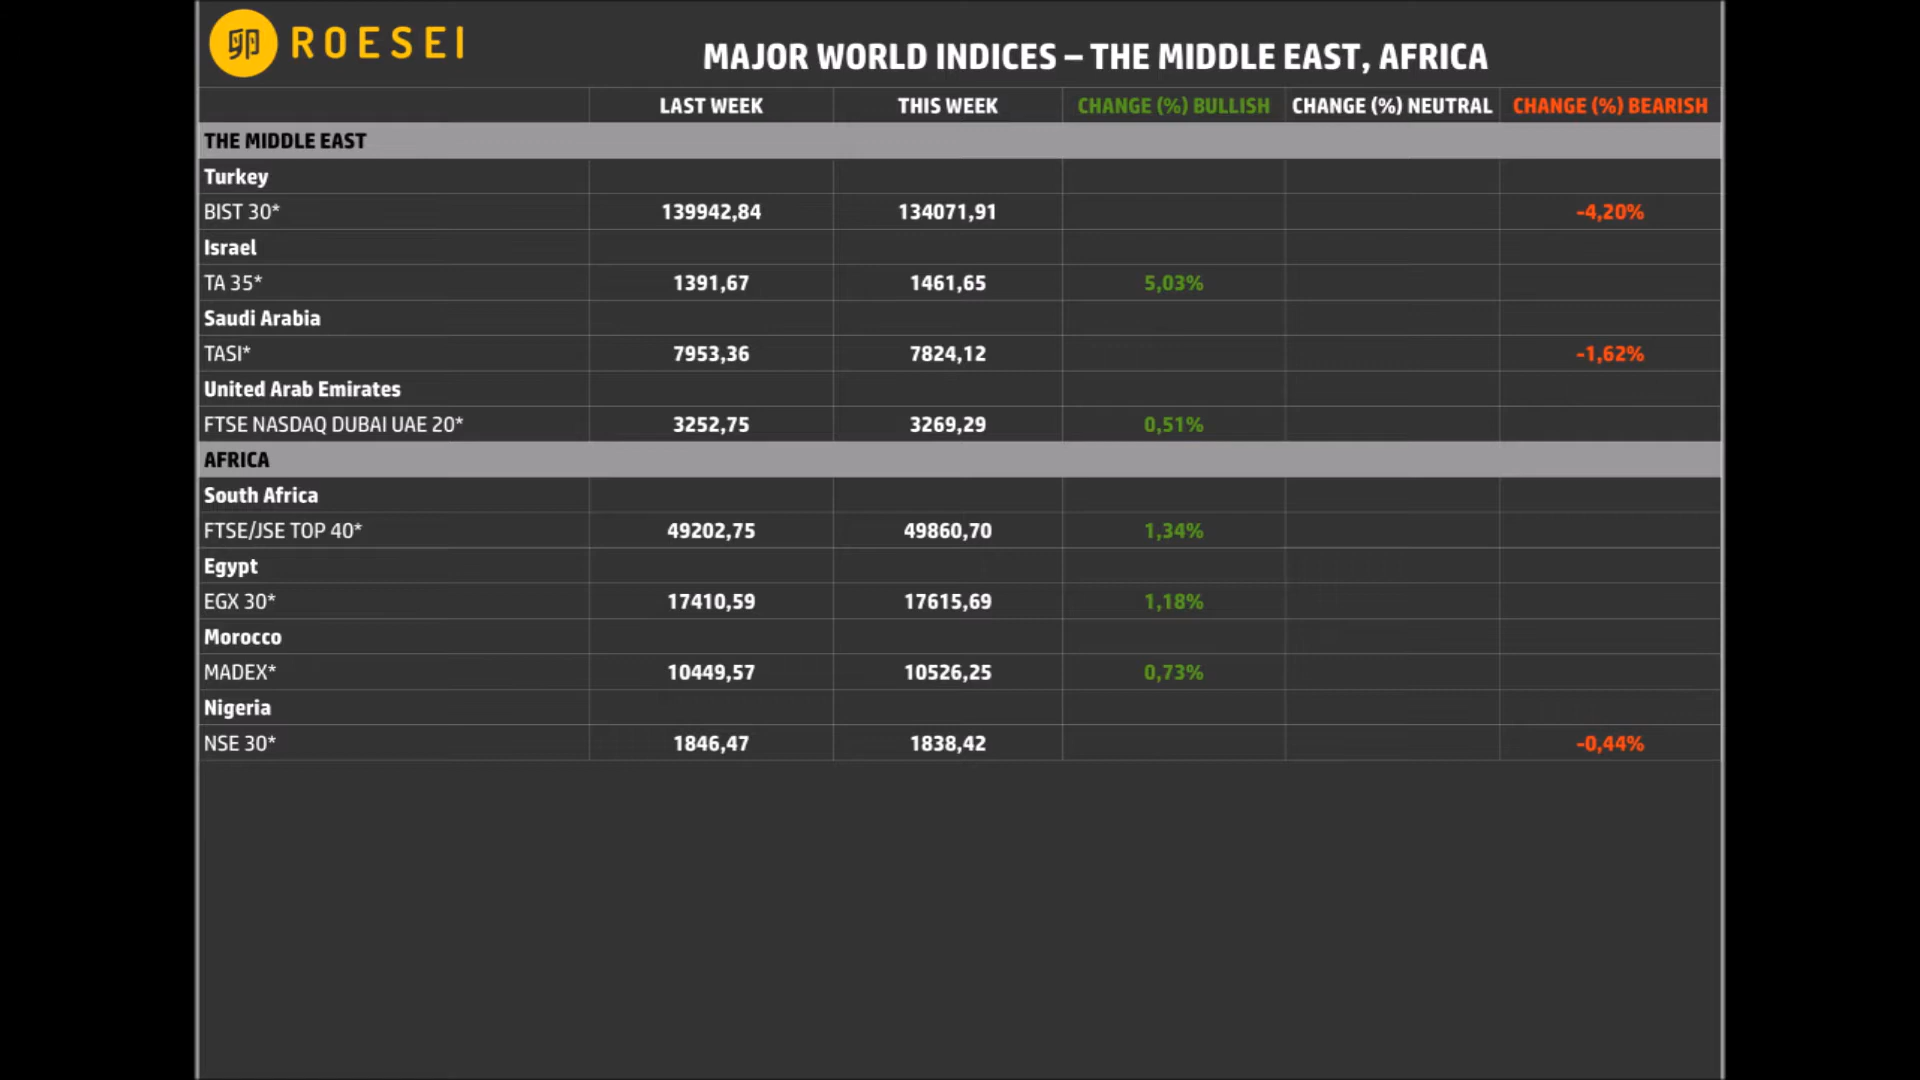 ROESEI
MAJOR WORLD INDICES – THE MIDDLE EAST, AFRICA
LAST WEEK THIS WEEK CHANGE (%) BULLISH CHANGE (%) NEUTRAL CHANGE (%) BEARISH
THE MIDDLE EAST
Turkey
BIST 30* 139942,84 134071,91 -4,20%
Israel
TA 35* 1391,67 1461,65 5,03%
Saudi Arabia
TASI* 7953,36 7824,12 -1,62%
United Arab Emirates
FTSE NASDAQ DUBAI UAE 20* 3252,75 3269,29 0,51%
AFRICA
South Africa
FTSE/JSE TOP 40* 49202,75 49860,70 1,34%
Egypt
EGX 30* 17410,59 17615,69 1,18%
Morocco
MADEX* 10449,57 10526,25 0,73%
Nigeria
NSE 30* 1846,47 1838,42 -0,44%